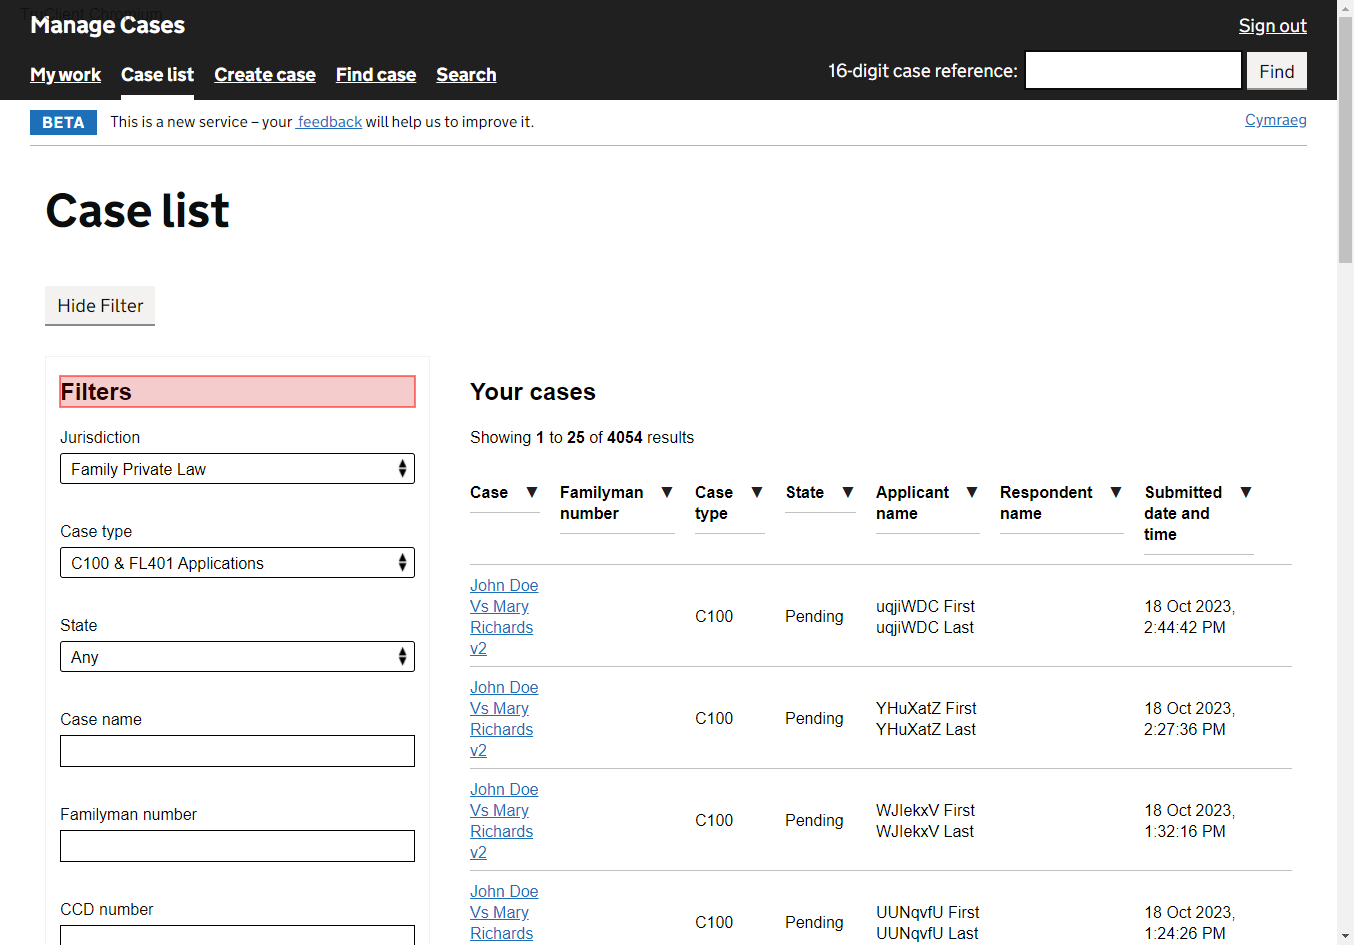 TruClient Chromium
Manage Cases
Sign out
My work Case list Create case Find case Search
16-digit case reference: Find
BETA This is a new service – your feedback will help us to improve it.
Cymraeg
Case list
Hide Filter
Filters
Jurisdiction
Family Private Law
Case type
C100 & FL401 Applications
State
Any
Case name
Familyman number
CCD number
Your cases
Showing 1 to 25 of 4054 results
Case ▼ Familyman ▼ Case ▼ State ▼ Applicant ▼ Respondent ▼ Submitted ▼
number type name name date and
time
John Doe
Vs Mary
Richards
v2
C100
Pending
uqjiWDC First
uqjiWDC Last
18 Oct 2023,
2:44:42 PM
John Doe
Vs Mary
Richards
v2
C100
Pending
YHuXatZ First
YHuXatZ Last
18 Oct 2023,
2:27:36 PM
John Doe
Vs Mary
Richards
v2
C100
Pending
WJIekxV First
WJIekxV Last
18 Oct 2023,
1:32:16 PM
John Doe
Vs Mary
Richards
C100
Pending
UUNqvfU First
UUNqvfU Last
18 Oct 2023,
1:24:26 PM